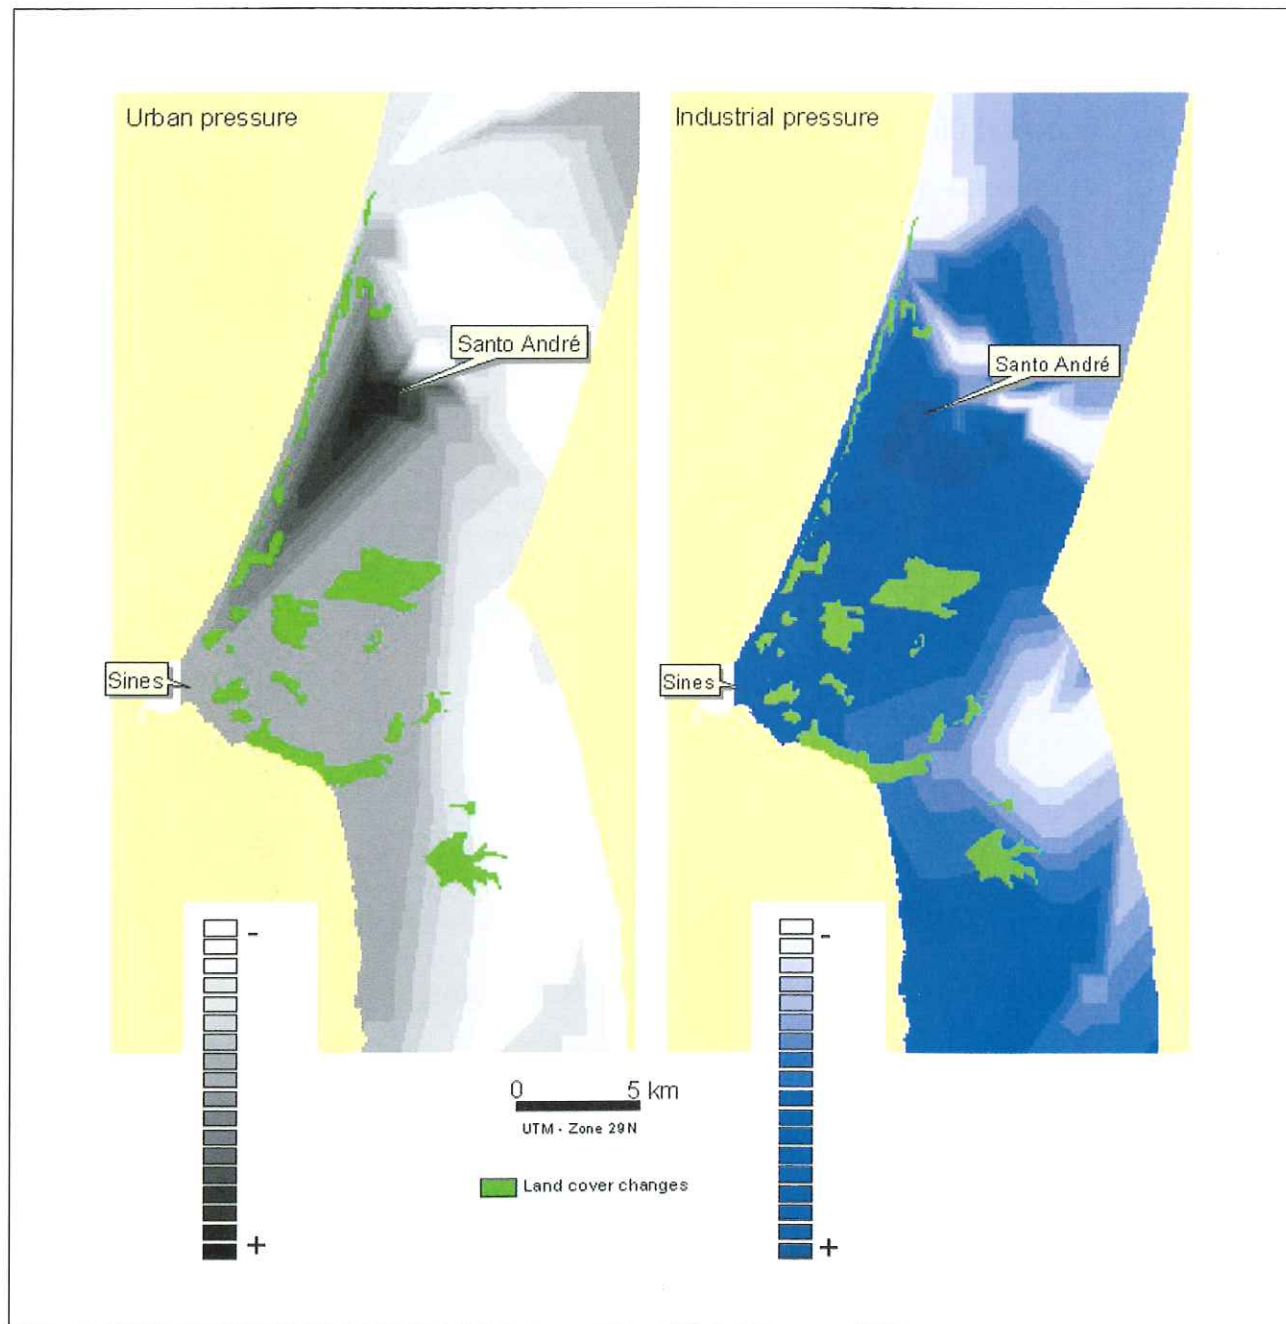 Urban pressure
Industrial pressure
Santo André
Santo André
Sines
Sines
-
-
0 5 km
UTM - Zone 29N
Land cover changes
+
+